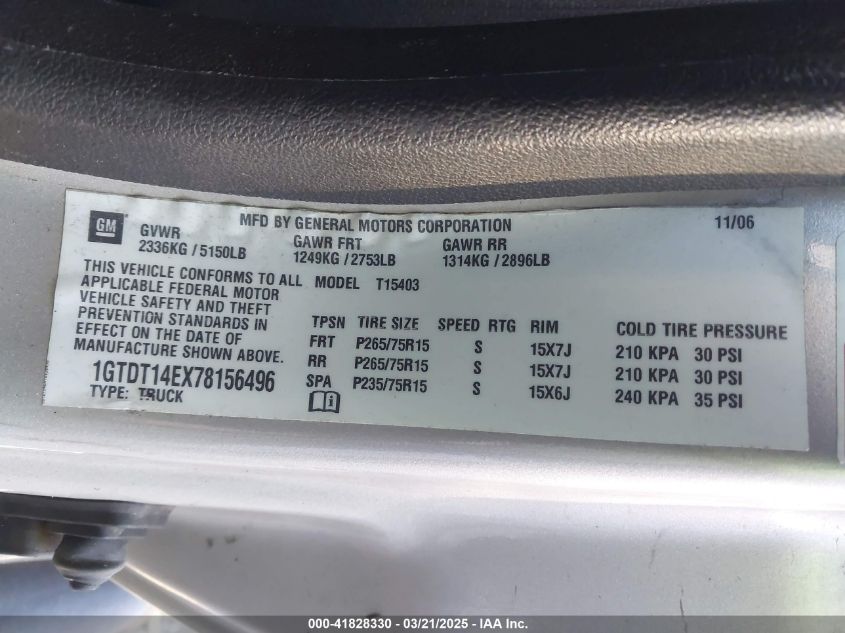 GM
MFD BY GENERAL MOTORS CORPORATION 11/06
GVWR GAWR FRT GAWR RR
2336KG / 5150LB 1249KG / 2753LB 1314KG / 2896LB
THIS VEHICLE CONFORMS TO ALL
APPLICABLE FEDERAL MOTOR
VEHICLE SAFETY AND THEFT
PREVENTION STANDARDS IN
EFFECT ON THE DATE OF
MANUFACTURE SHOWN ABOVE.
1GTDT14EX78156496
TYPE: TRUCK
MODEL T15403
TPSN TIRE SIZE SPEED RTG RIM COLD TIRE PRESSURE
FRT P265/75R15 S 15X7J 210 KPA 30 PSI
RR P265/75R15 S 15X7J 210 KPA 30 PSI
SPA P235/75R15 S 15X6J 240 KPA 35 PSI
000-41828330 - 03/21/2025 - IAA Inc.